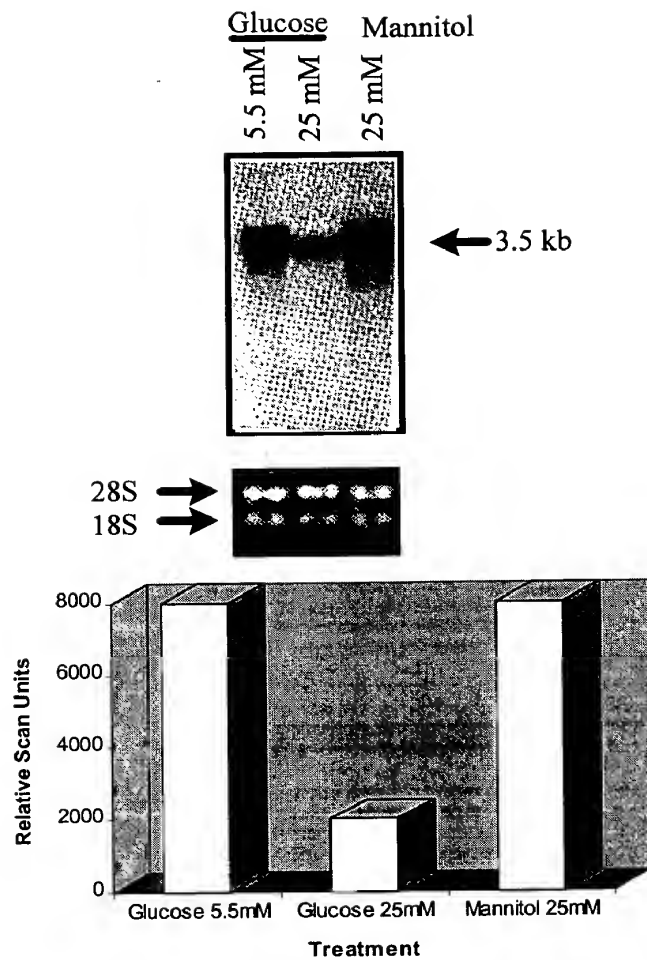 Glucose Mannitol
5.5 mM
25 mM
25 mM
3.5 kb
28S
18S
8000
6000
4000
2000
0
Relative Scan Units
Glucose 5.5mM Glucose 25mM Mannitol 25mM
Treatment